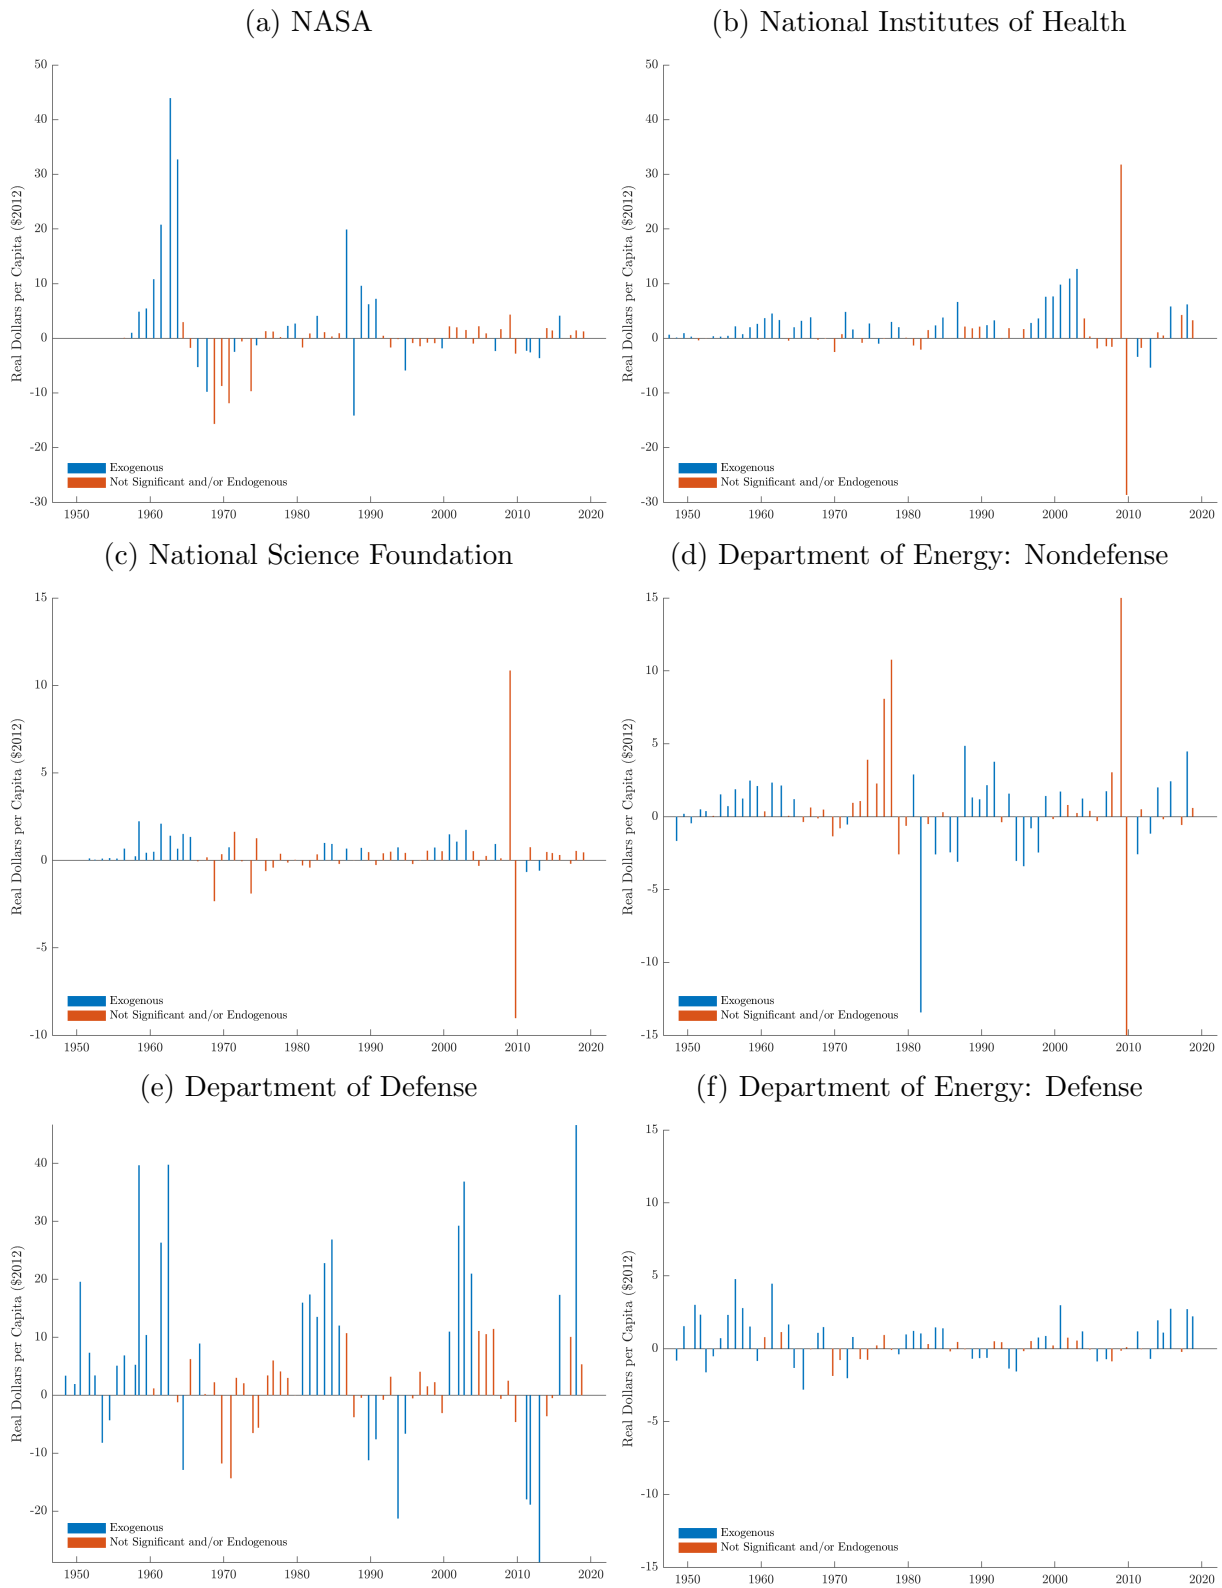 (a) NASA
Real Dollars per Capita ($2012)
50
40
30
20
10
0
-10
-20
-30
Exogenous
Not Significant and/or Endogenous
1950 1960 1970 1980 1990 2000 2010 2020
(b) National Institutes of Health
Real Dollars per Capita ($2012)
50
40
30
20
10
0
-10
-20
-30
Exogenous
Not Significant and/or Endogenous
1950 1960 1970 1980 1990 2000 2010 2020
(c) National Science Foundation
Real Dollars per Capita ($2012)
15
10
5
0
-5
-10
Exogenous
Not Significant and/or Endogenous
1950 1960 1970 1980 1990 2000 2010 2020
(d) Department of Energy: Nondefense
Real Dollars per Capita ($2012)
15
10
5
0
-5
-10
-15
Exogenous
Not Significant and/or Endogenous
1950 1960 1970 1980 1990 2000 2010 2020
(e) Department of Defense
Real Dollars per Capita ($2012)
40
30
20
10
0
-10
-20
Exogenous
Not Significant and/or Endogenous
1950 1960 1970 1980 1990 2000 2010 2020
(f) Department of Energy: Defense
Real Dollars per Capita ($2012)
15
10
5
0
-5
-10
-15
Exogenous
Not Significant and/or Endogenous
1950 1960 1970 1980 1990 2000 2010 2020